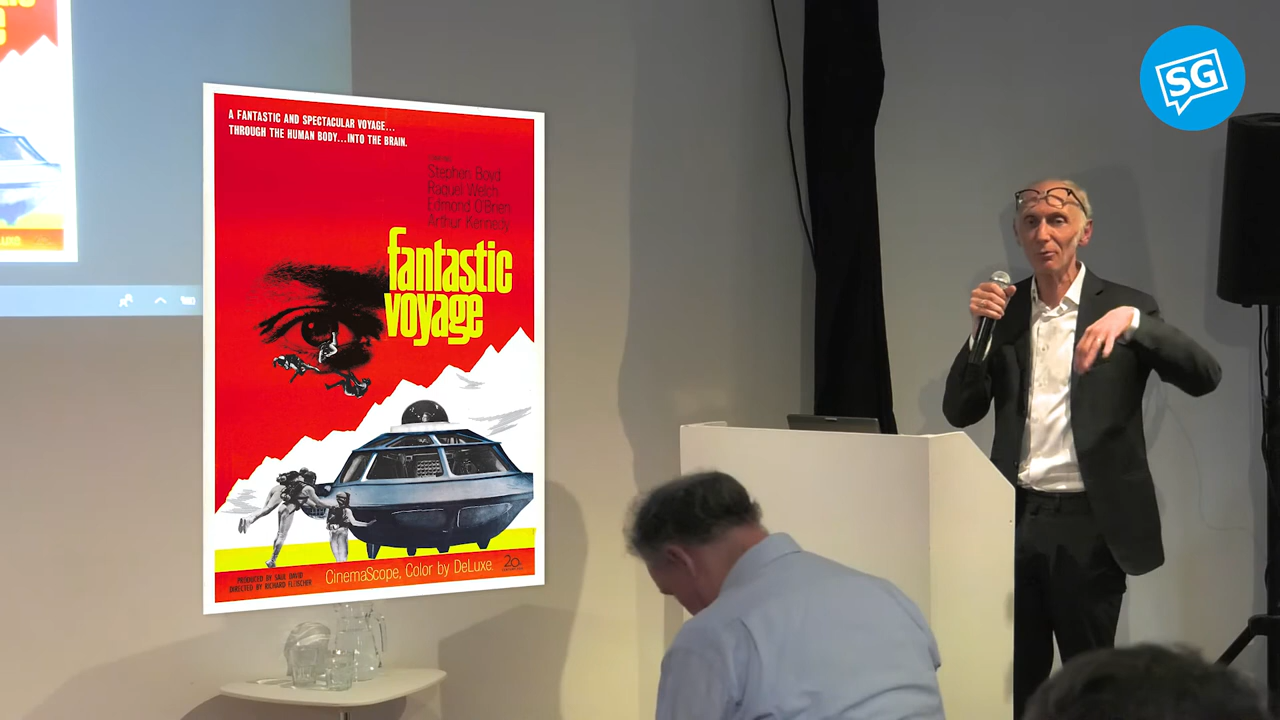 SG
A FANTASTIC AND SPECTACULAR VOYAGE...
THROUGH THE HUMAN BODY...INTO THE BRAIN.
Stephen Boyd
Raquel Welch
Edmond O'Brien
Arthur Kennedy
fantastic
voyage
PRODUCED BY SAUL DAVID
DIRECTED BY RICHARD FLEISCHER
CinemaScope, Color by DeLuxe.
20